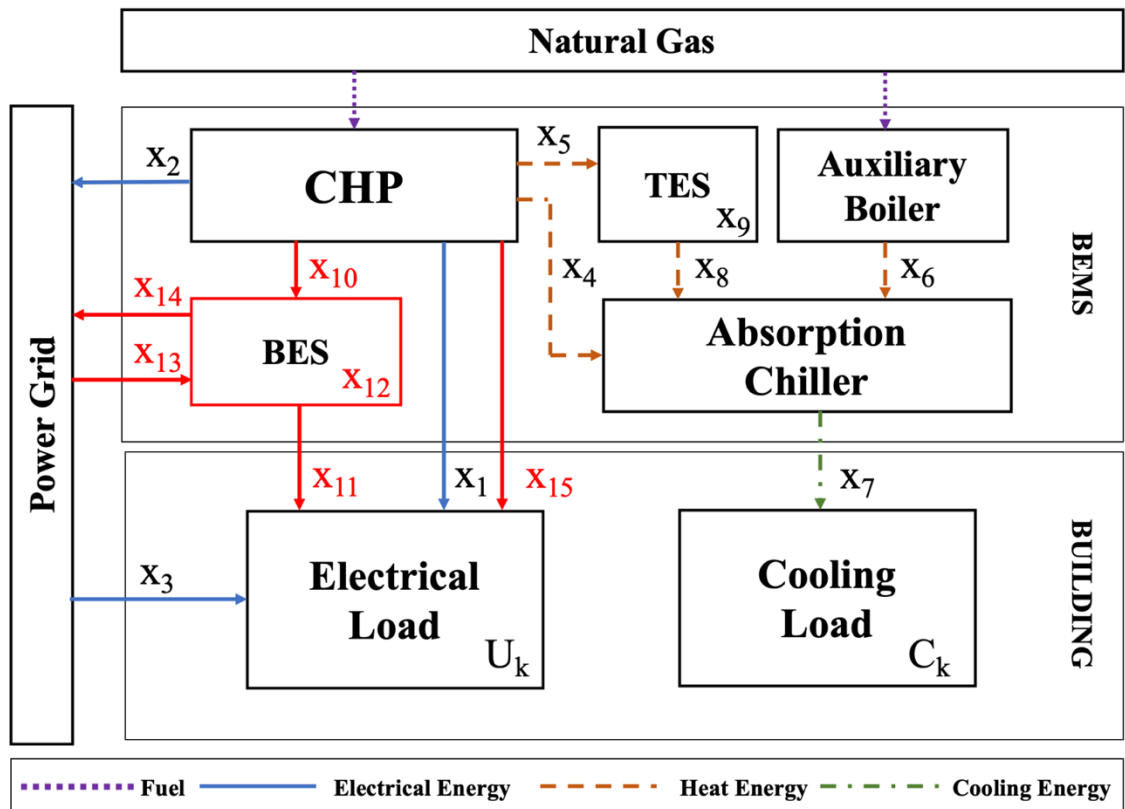 Natural Gas
Power Grid
x₂
CHP
x₅
TES
x₉
Auxiliary
Boiler
BEMS
x₁₀
x₄
x₈
x₆
x₁₄
x₁₃
BES
x₁₂
Absorption
Chiller
x₁₁
x₁
x₁₅
x₇
x₃
Electrical
Load
Uₖ
Cooling
Load
Cₖ
BUILDING
Fuel
Electrical Energy
Heat Energy
Cooling Energy